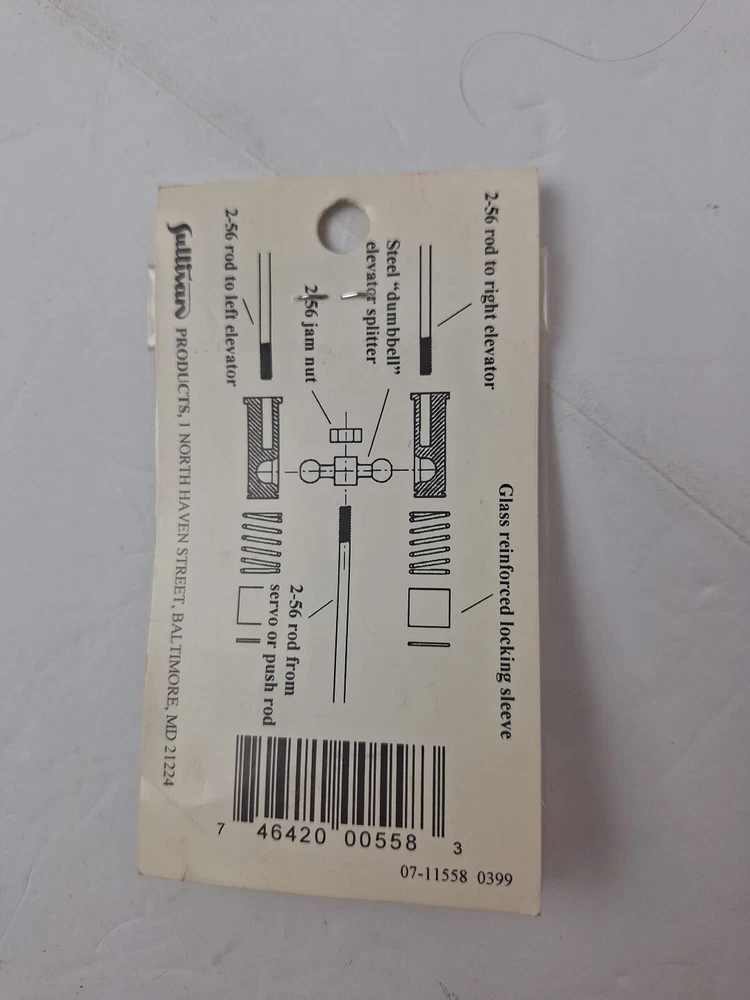 2-56 rod to right elevator
Glass reinforced locking sleeve
Steel “dumbbell”
elevator splitter
2-56 jam nut
2-56 rod from
servo or push rod
2-56 rod to left elevator
Sullivan PRODUCTS, 1 NORTH HAVEN STREET, BALTIMORE, MD 21224
7 46420 00558 3
07-11558 0399